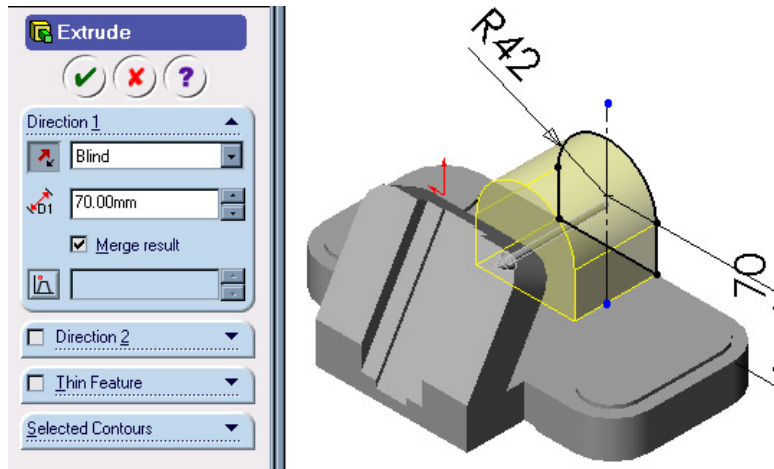 Extrude
?
Direction 1
Blind
D1
70.00mm
Merge result
Direction 2
Thin Feature
Selected Contours
R42
70